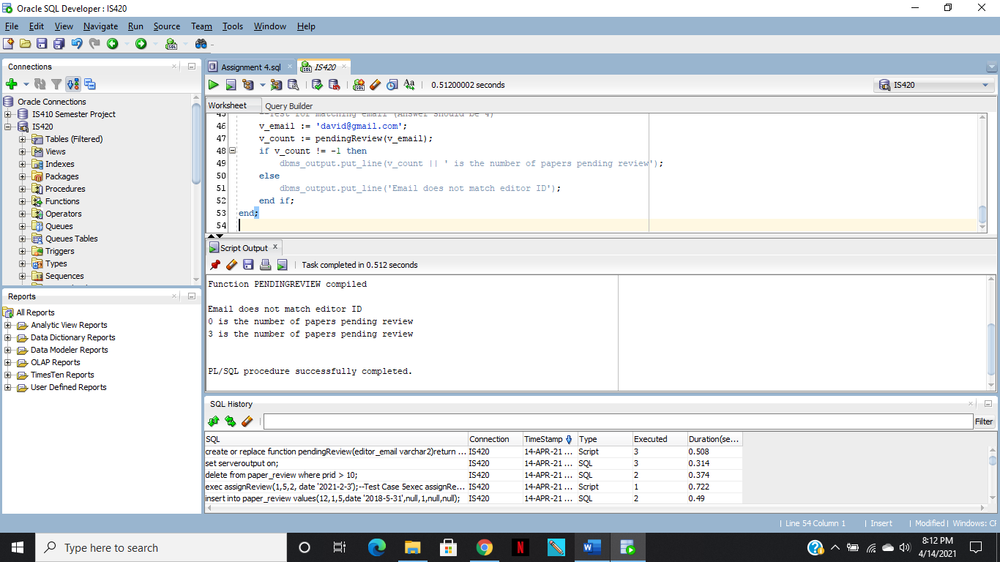 Oracle SQL Developer : IS420
File Edit View Navigate Run Source Team Tools Window Help
Connections
Oracle Connections
IS410 Semester Project
IS420
Tables (Filtered)
Views
Indexes
Packages
Procedures
Functions
Operators
Queues
Queues Tables
Triggers
Types
Sequences
Reports
All Reports
Analytic View Reports
Data Dictionary Reports
Data Modeler Reports
OLAP Reports
TimesTen Reports
User Defined Reports
Assignment 4.sql IS420
0.51200002 seconds IS420
Worksheet Query Builder
45 --Test for matching email (Answer should be 4)
46 v_email := 'david@gmail.com';
47 v_count := pendingReview(v_email);
48 if v_count != -1 then
49 dbms_output.put_line(v_count || ' is the number of papers pending review');
50 else
51 dbms_output.put_line('Email does not match editor ID');
52 end if;
53 end;
54
Script Output
Task completed in 0.512 seconds
Function PENDINGREVIEW compiled
Email does not match editor ID
0 is the number of papers pending review
3 is the number of papers pending review
PL/SQL procedure successfully completed.
SQL History
Filter
SQL Connection TimeStamp Type Executed Duration(se...
create or replace function pendingReview(editor_email varchar2)return ... IS420 14-APR-21 ... Script 3 0.508
set serveroutput on; IS420 14-APR-21 ... SQL 3 0.314
delete from paper_review where prid > 10; IS420 14-APR-21 ... SQL 2 0.374
exec assignReview(1,5,2, date '2021-2-3');--Test Case 5exec assignRe... IS420 14-APR-21 ... Script 1 0.722
insert into paper_review values(12,1,5,date '2018-5-31',null,1,null,null); IS420 14-APR-21 ... SQL 2 0.49
Line 54 Column 1 Insert Modified Windows: CF
Type here to search
8:12 PM
4/14/2021